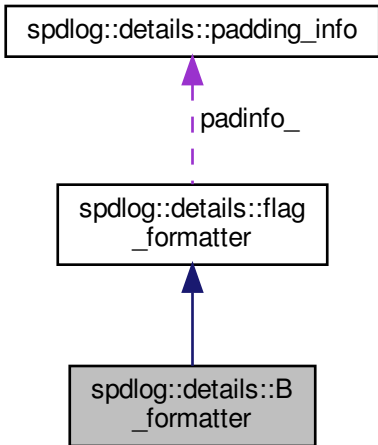 spdlog::details::padding_info
padinfo_
spdlog::details::flag
_formatter
spdlog::details::B
_formatter